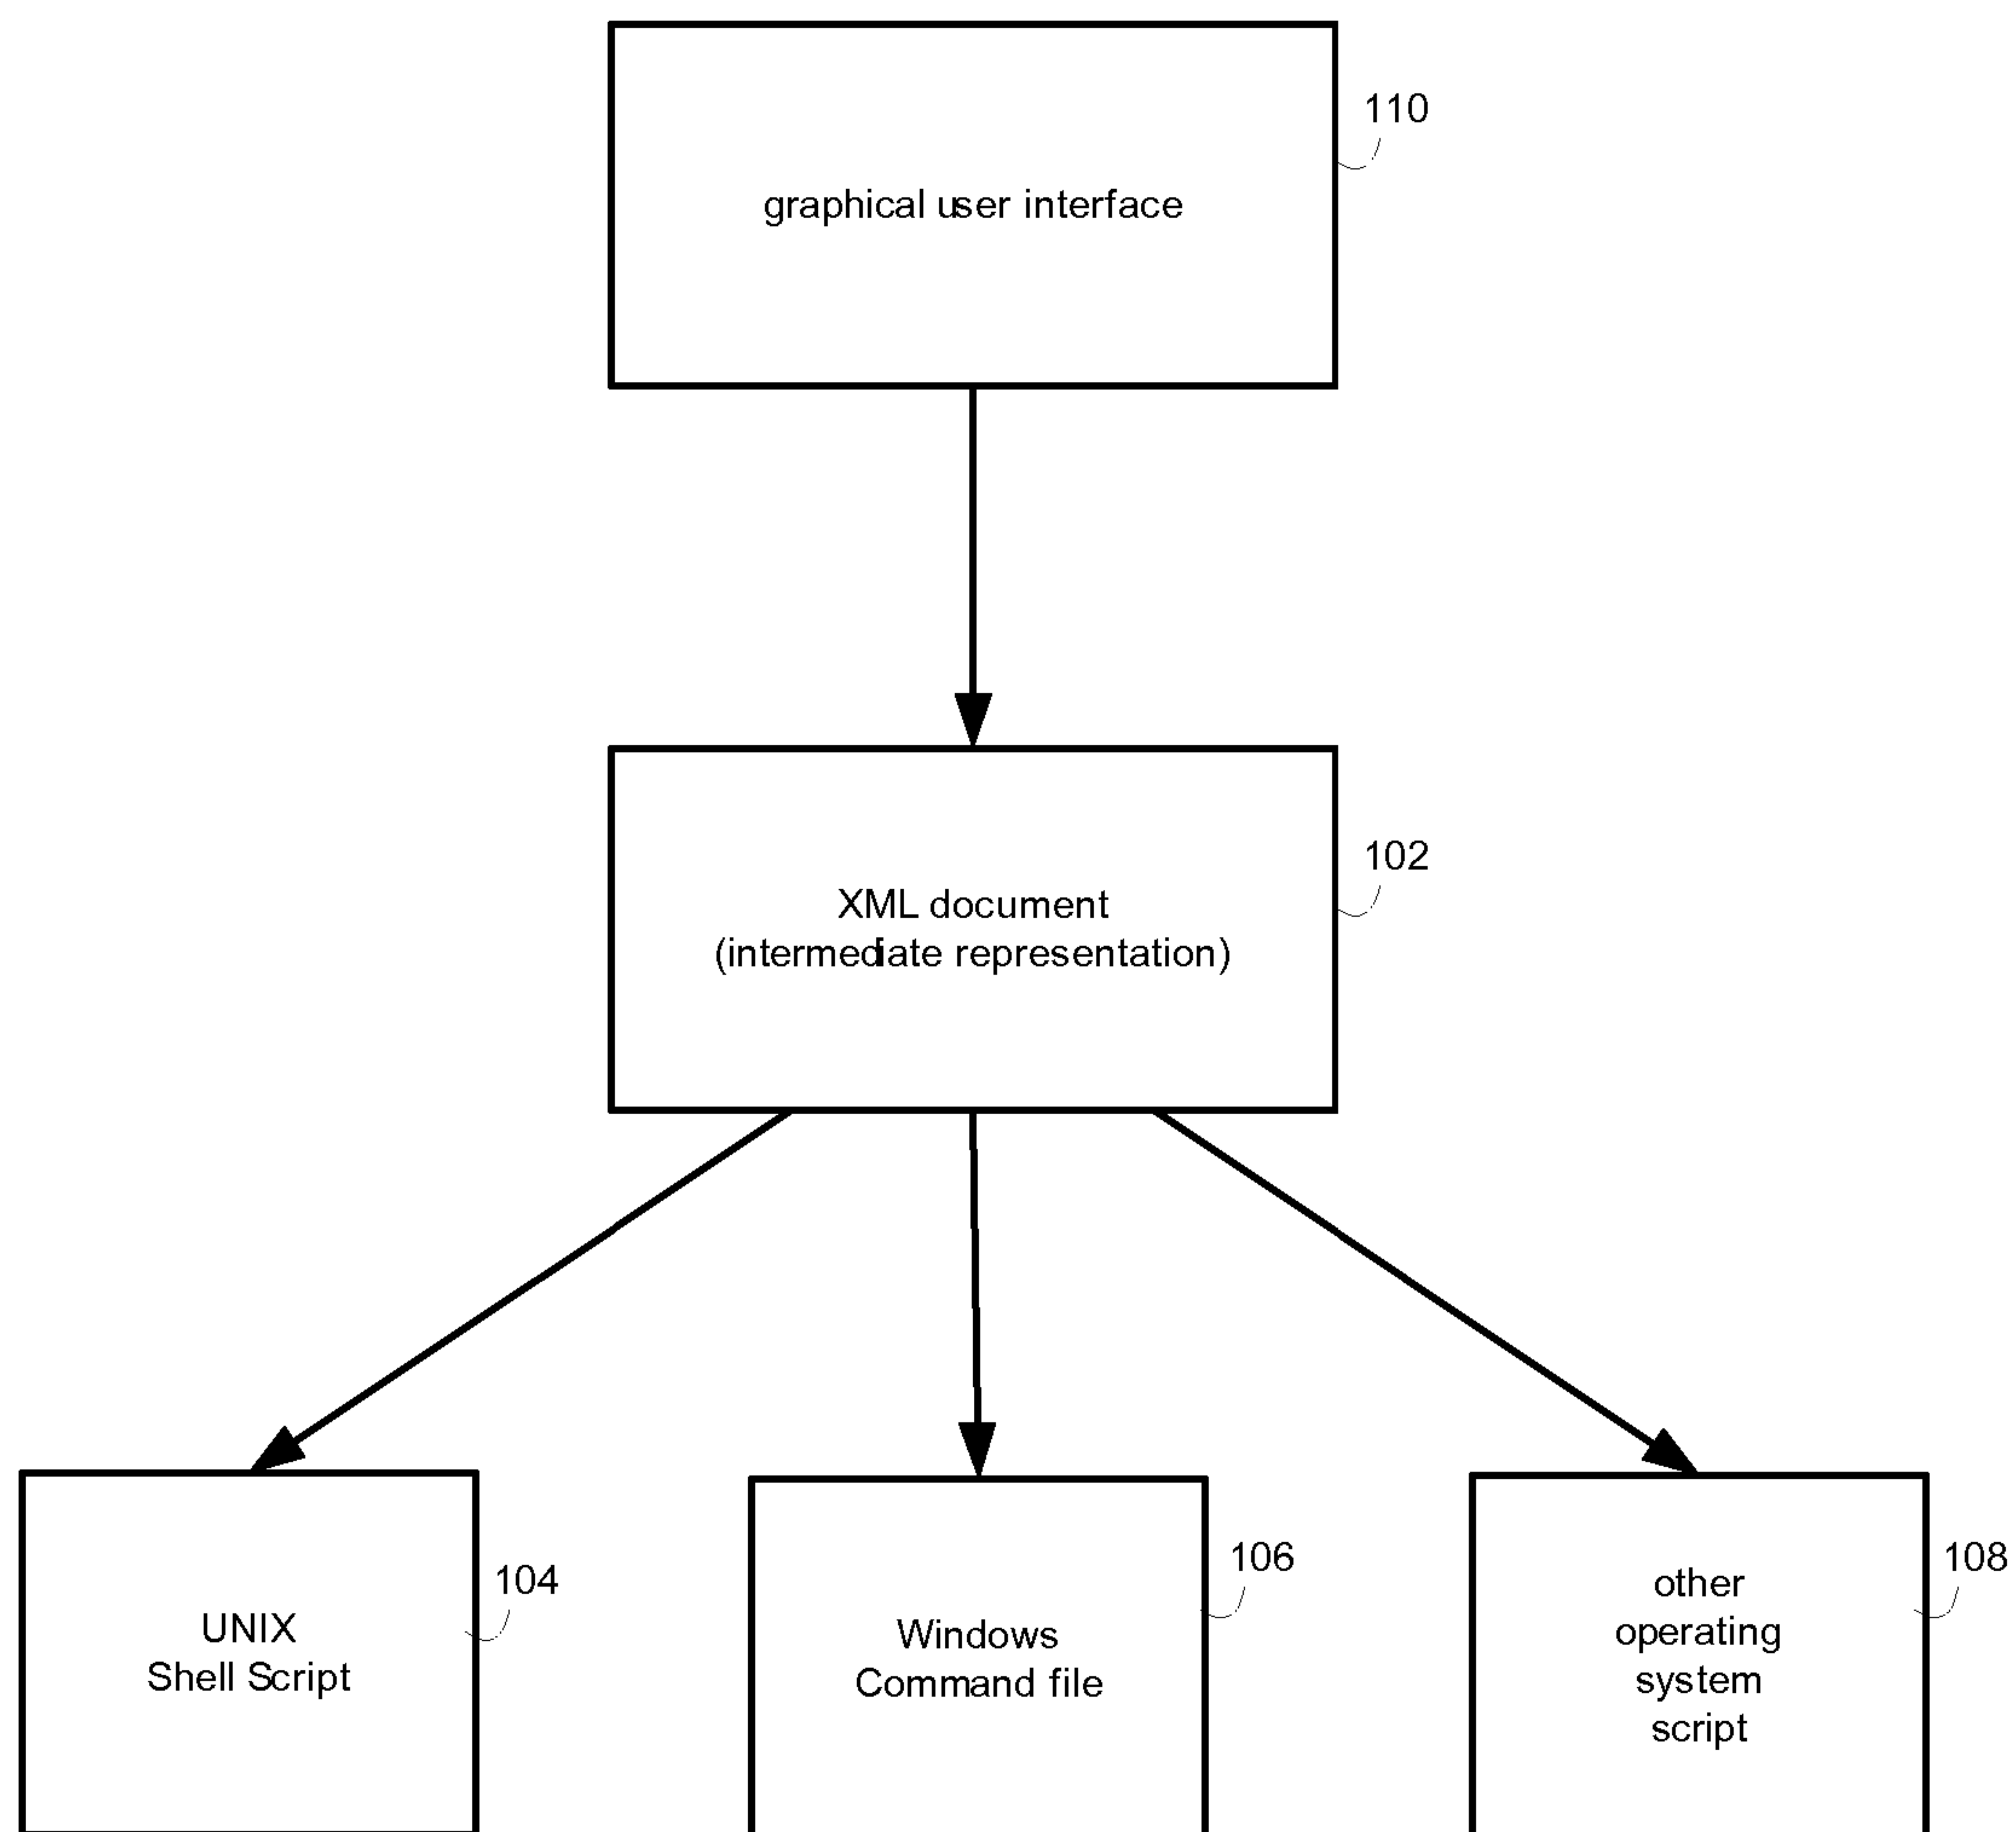 110
graphical user interface
102
XML document
(intermediate representation)
104
UNIX
Shell Script
106
Windows
Command file
108
other
operating
system
script